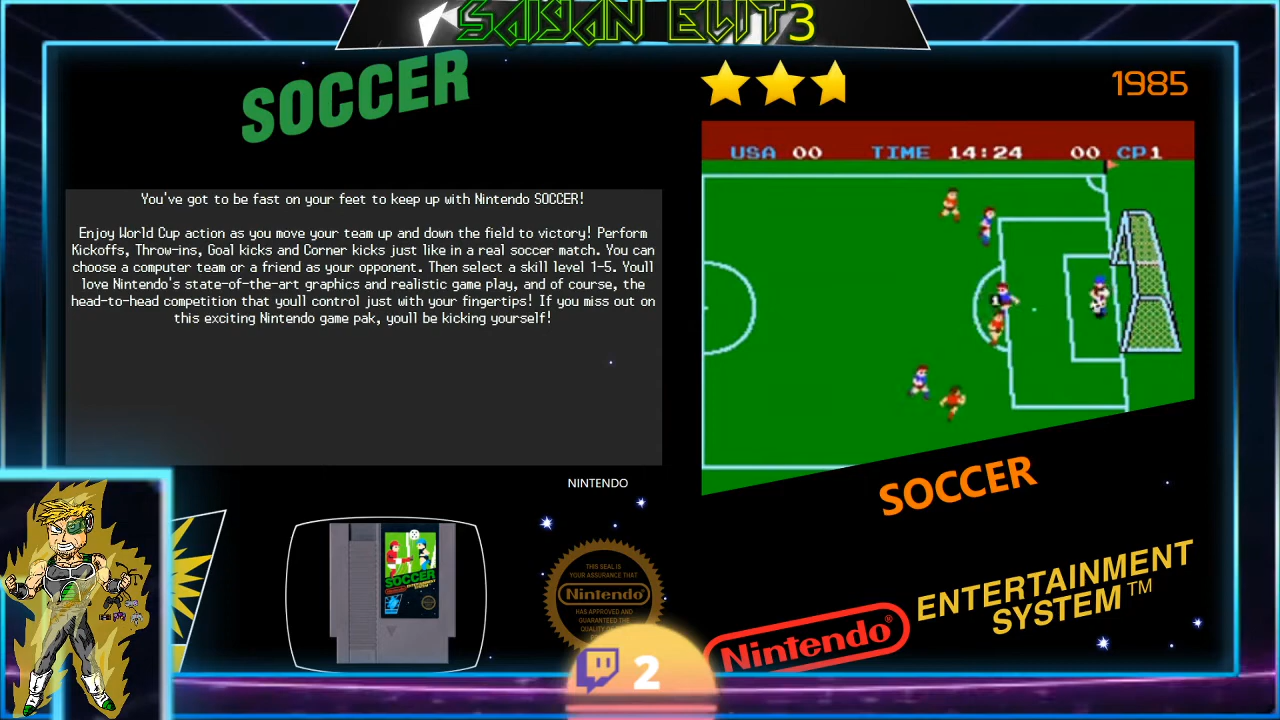 SAIYAN ELIT3
SOCCER
1985
USA 00 TIME 14:24 00 CP1
You've got to be fast on your feet to keep up with Nintendo SOCCER!
Enjoy World Cup action as you move your team up and down the field to victory! Perform
Kickoffs, Throw-ins, Goal kicks and Corner kicks just like in a real soccer match. You can
choose a computer team or a friend as your opponent. Then select a skill level 1-5. Youll
love Nintendo's state-of-the-art graphics and realistic game play, and of course, the
head-to-head competition that youll control just with your fingertips! If you miss out on
this exciting Nintendo game pak, youll be kicking yourself!
NINTENDO
SOCCER
SOCCER
THIS SEAL IS
YOUR ASSURANCE THAT
Nintendo
HAS APPROVED AND
GUARANTEED THE
Nintendo®
ENTERTAINMENT
SYSTEM™
2